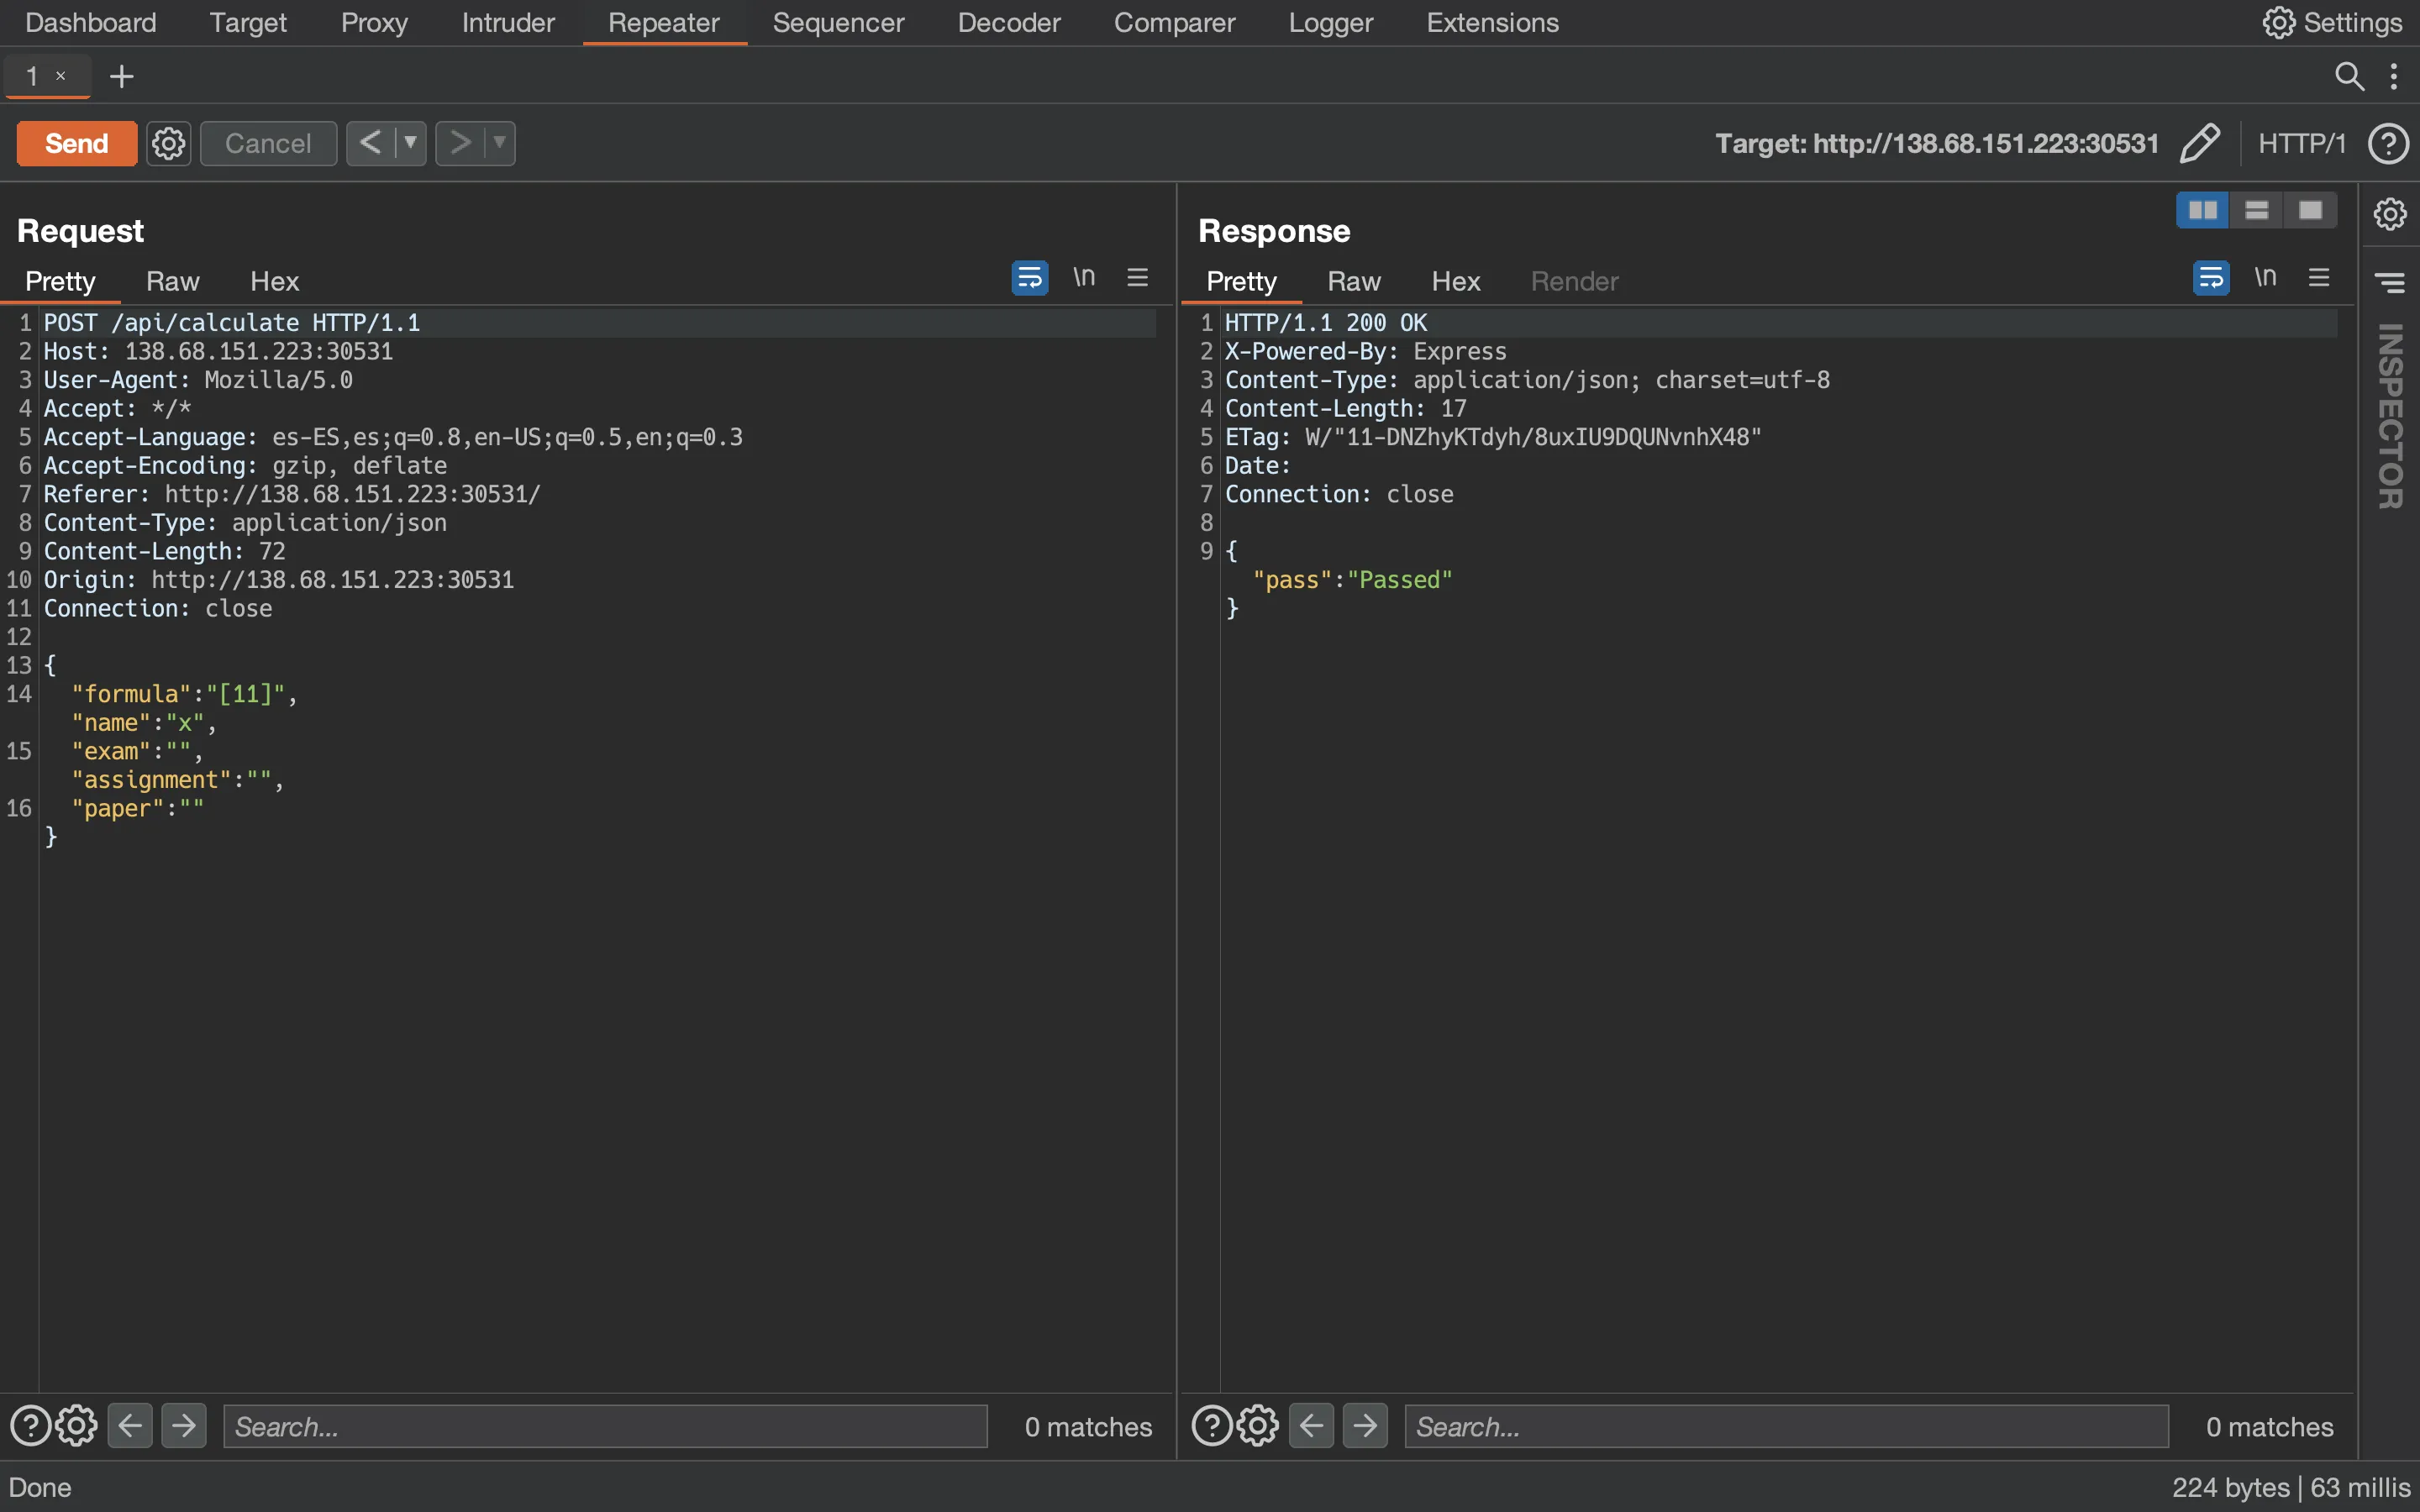 Dashboard Target Proxy Intruder Repeater Sequencer Decoder Comparer Logger Extensions Settings
1 × +
Send Cancel < ▼ > ▼ Target: http://138.68.151.223:30531 HTTP/1 ?
Request
Pretty Raw Hex \n
1 POST /api/calculate HTTP/1.1
2 Host: 138.68.151.223:30531
3 User-Agent: Mozilla/5.0
4 Accept: */*
5 Accept-Language: es-ES,es;q=0.8,en-US;q=0.5,en;q=0.3
6 Accept-Encoding: gzip, deflate
7 Referer: http://138.68.151.223:30531/
8 Content-Type: application/json
9 Content-Length: 72
10 Origin: http://138.68.151.223:30531
11 Connection: close
12
13 {
14 "formula":"[11]",
"name":"x",
15 "exam":"",
"assignment":"",
16 "paper":""
}
? Search... 0 matches
Response
Pretty Raw Hex Render \n
1 HTTP/1.1 200 OK
2 X-Powered-By: Express
3 Content-Type: application/json; charset=utf-8
4 Content-Length: 17
5 ETag: W/"11-DNZhyKTdyh/8uxIU9DQUNvnhX48"
6 Date:
7 Connection: close
8
9 {
"pass":"Passed"
}
? Search... 0 matches
INSPECTOR
Done
224 bytes | 63 millis